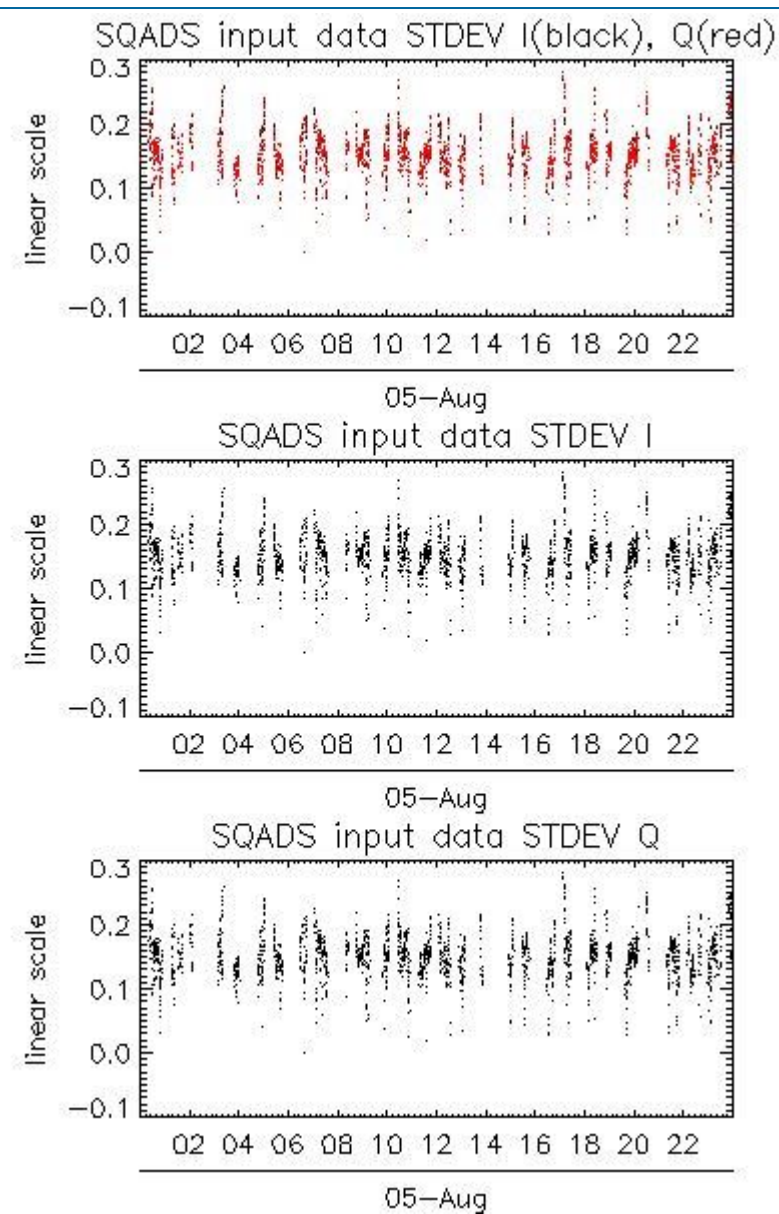 SQADS input data STDEV I(black), Q(red)
0.3
0.2
0.1
0.0
−0.1
linear scale
02 04 06 08 10 12 14 16 18 20 22
05−Aug
SQADS input data STDEV I
0.3
0.2
0.1
0.0
−0.1
linear scale
02 04 06 08 10 12 14 16 18 20 22
05−Aug
SQADS input data STDEV Q
0.3
0.2
0.1
0.0
−0.1
linear scale
02 04 06 08 10 12 14 16 18 20 22
05−Aug